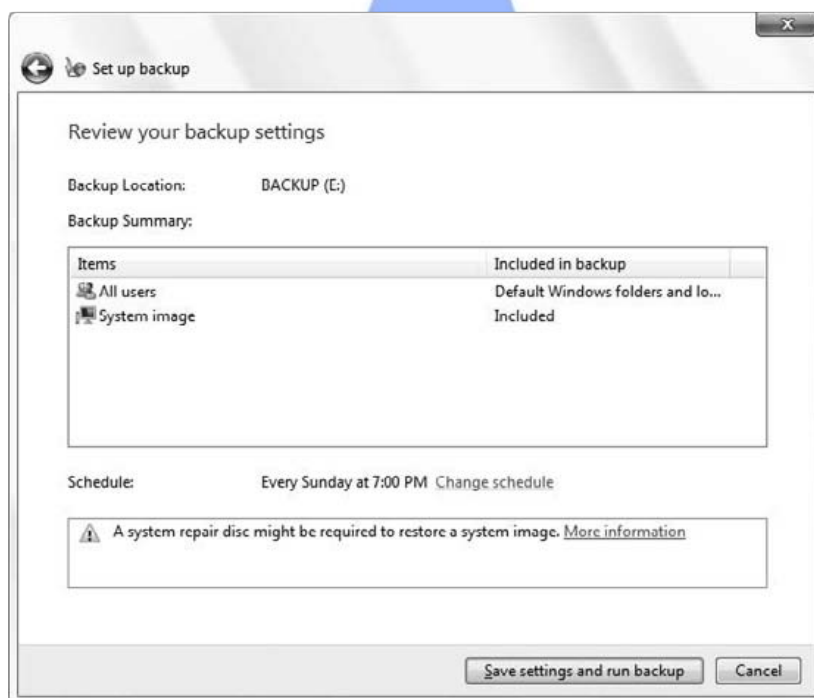 Set up backup
Review your backup settings
Backup Location: BACKUP (E:)
Backup Summary:
Items Included in backup
All users Default Windows folders and lo...
System image Included
Schedule: Every Sunday at 7:00 PM Change schedule
A system repair disc might be required to restore a system image. More information
Save settings and run backup Cancel